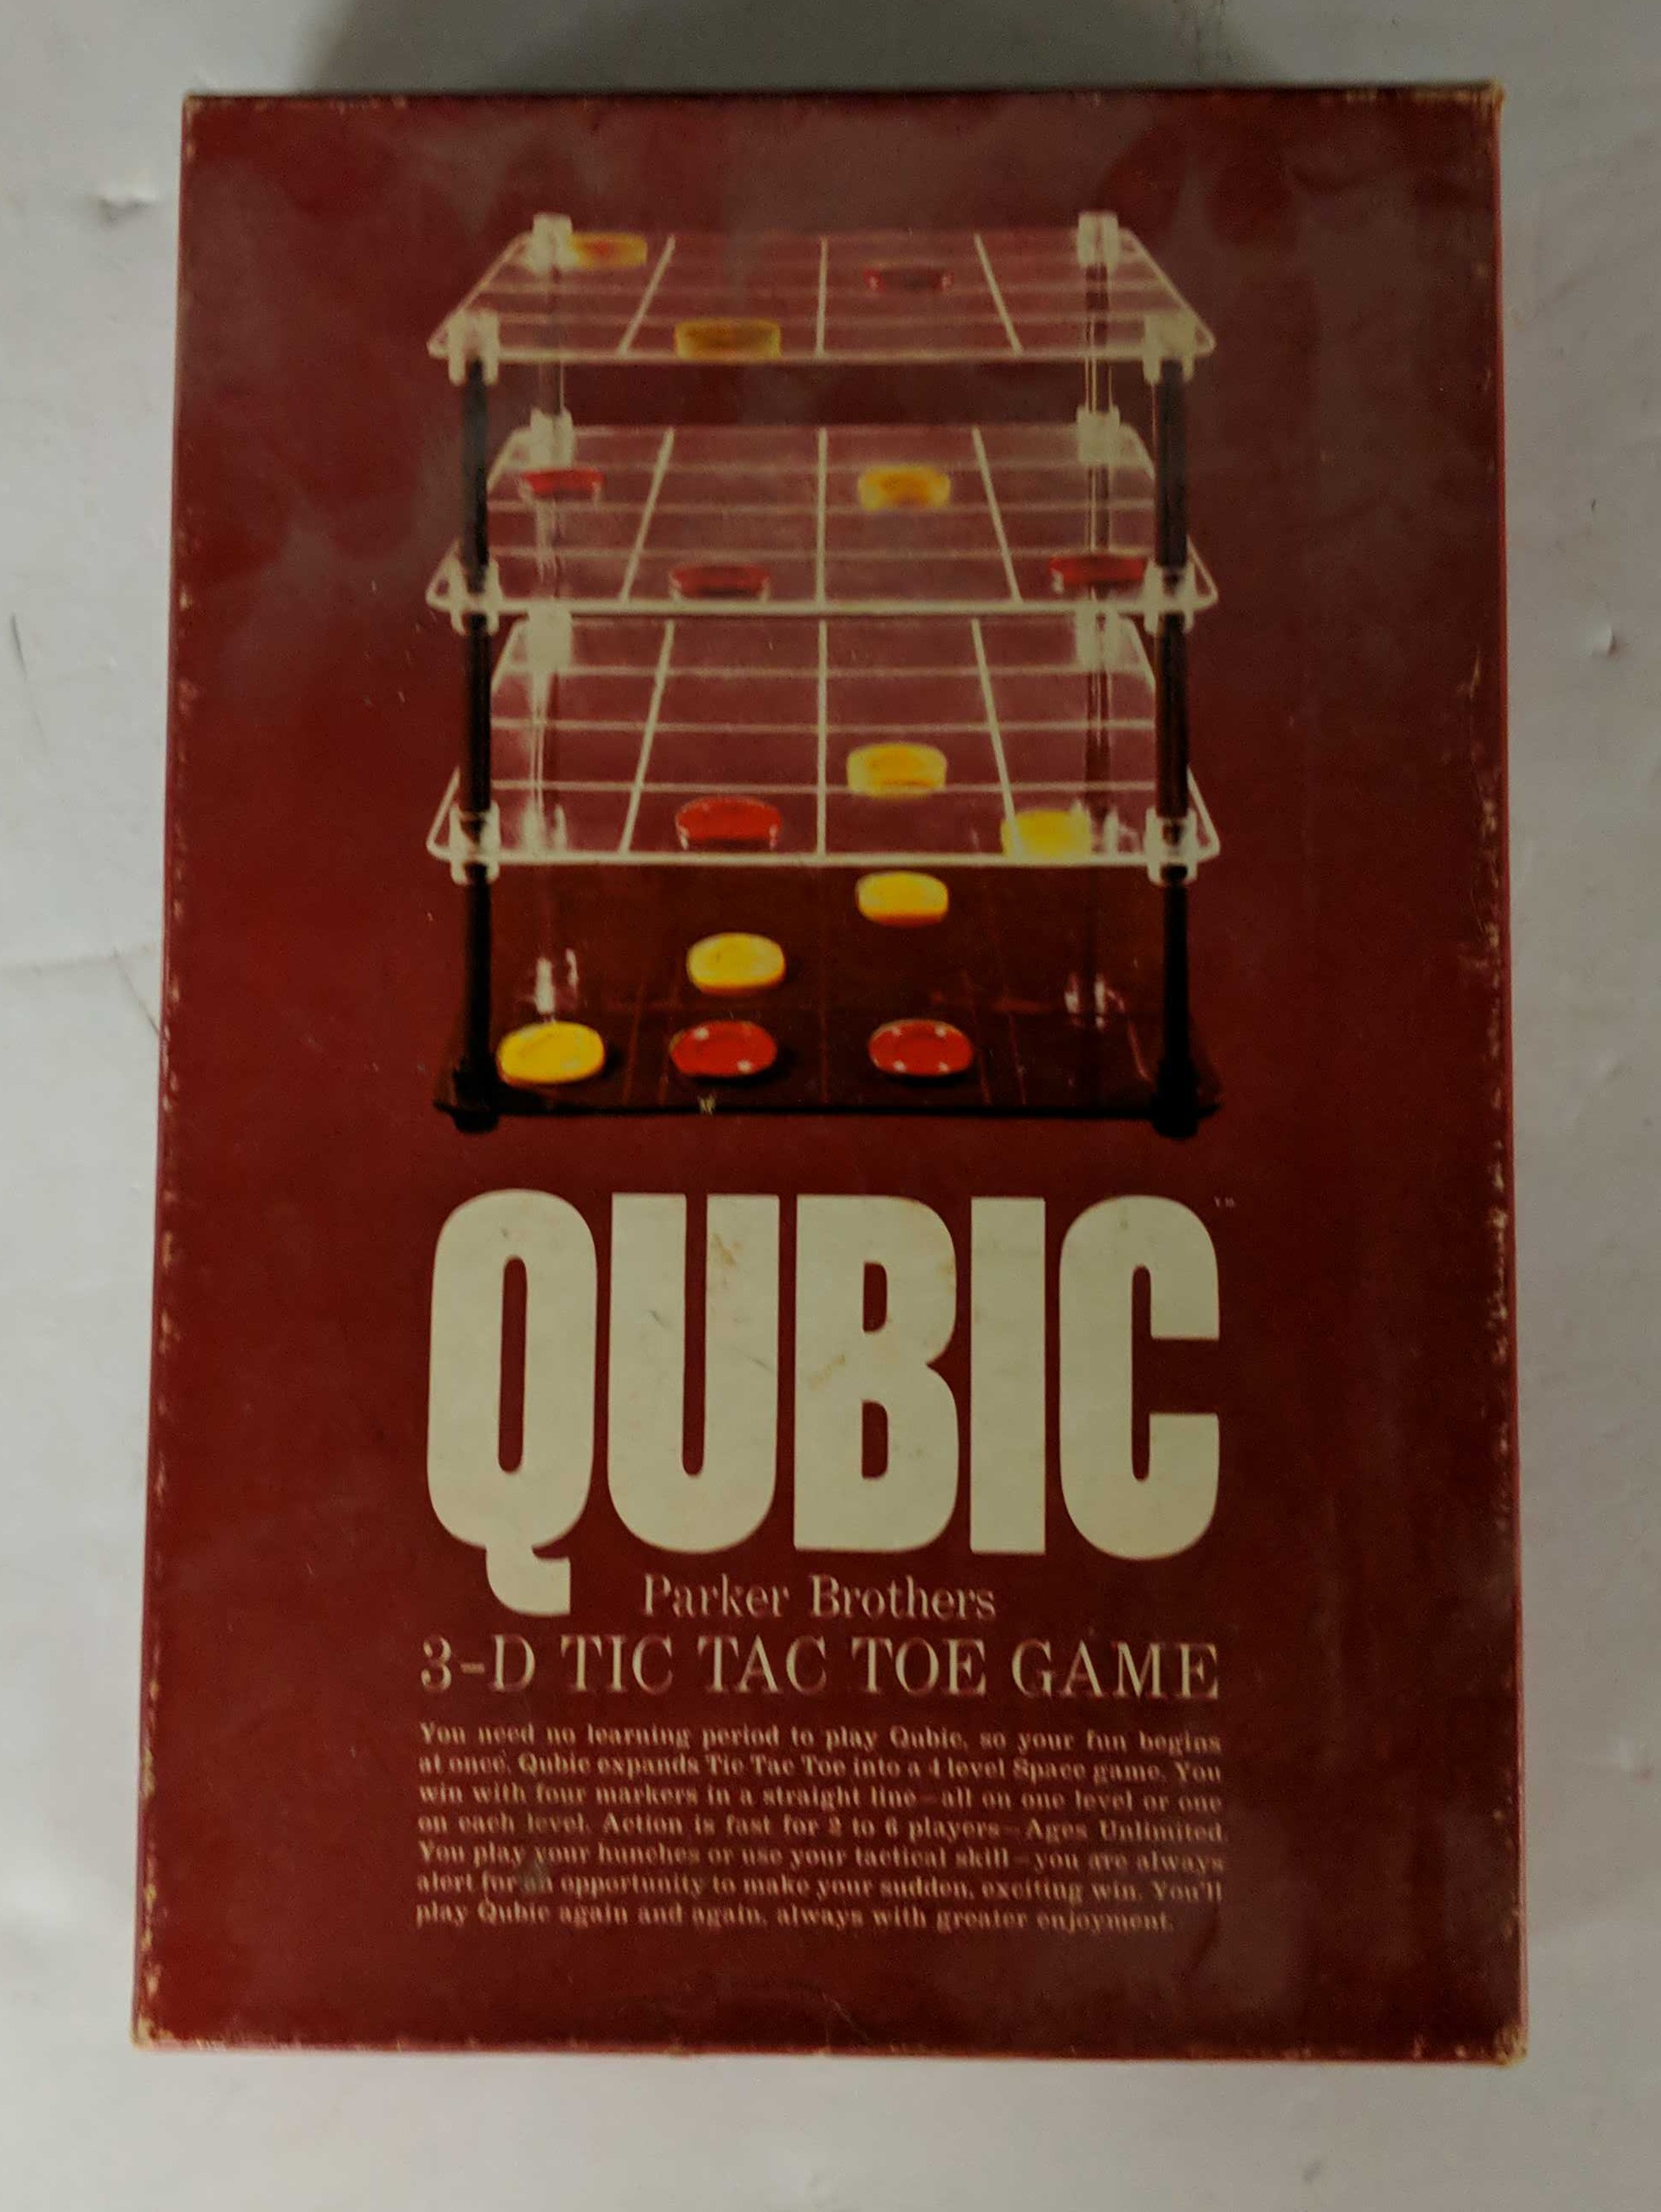 QUBIC™
Parker Brothers
3-D TIC TAC TOE GAME
You need no learning period to play Qubic, so your fun begins
at once. Qubic expands Tic Tac Toe into a 4 level Space game. You
win with four markers in a straight line—all on one level or one
on each level. Action is fast for 2 to 6 players—Ages Unlimited.
You play your hunches or use your tactical skill—you are always
alert for an opportunity to make your sudden, exciting win. You'll
play Qubic again and again, always with greater enjoyment.